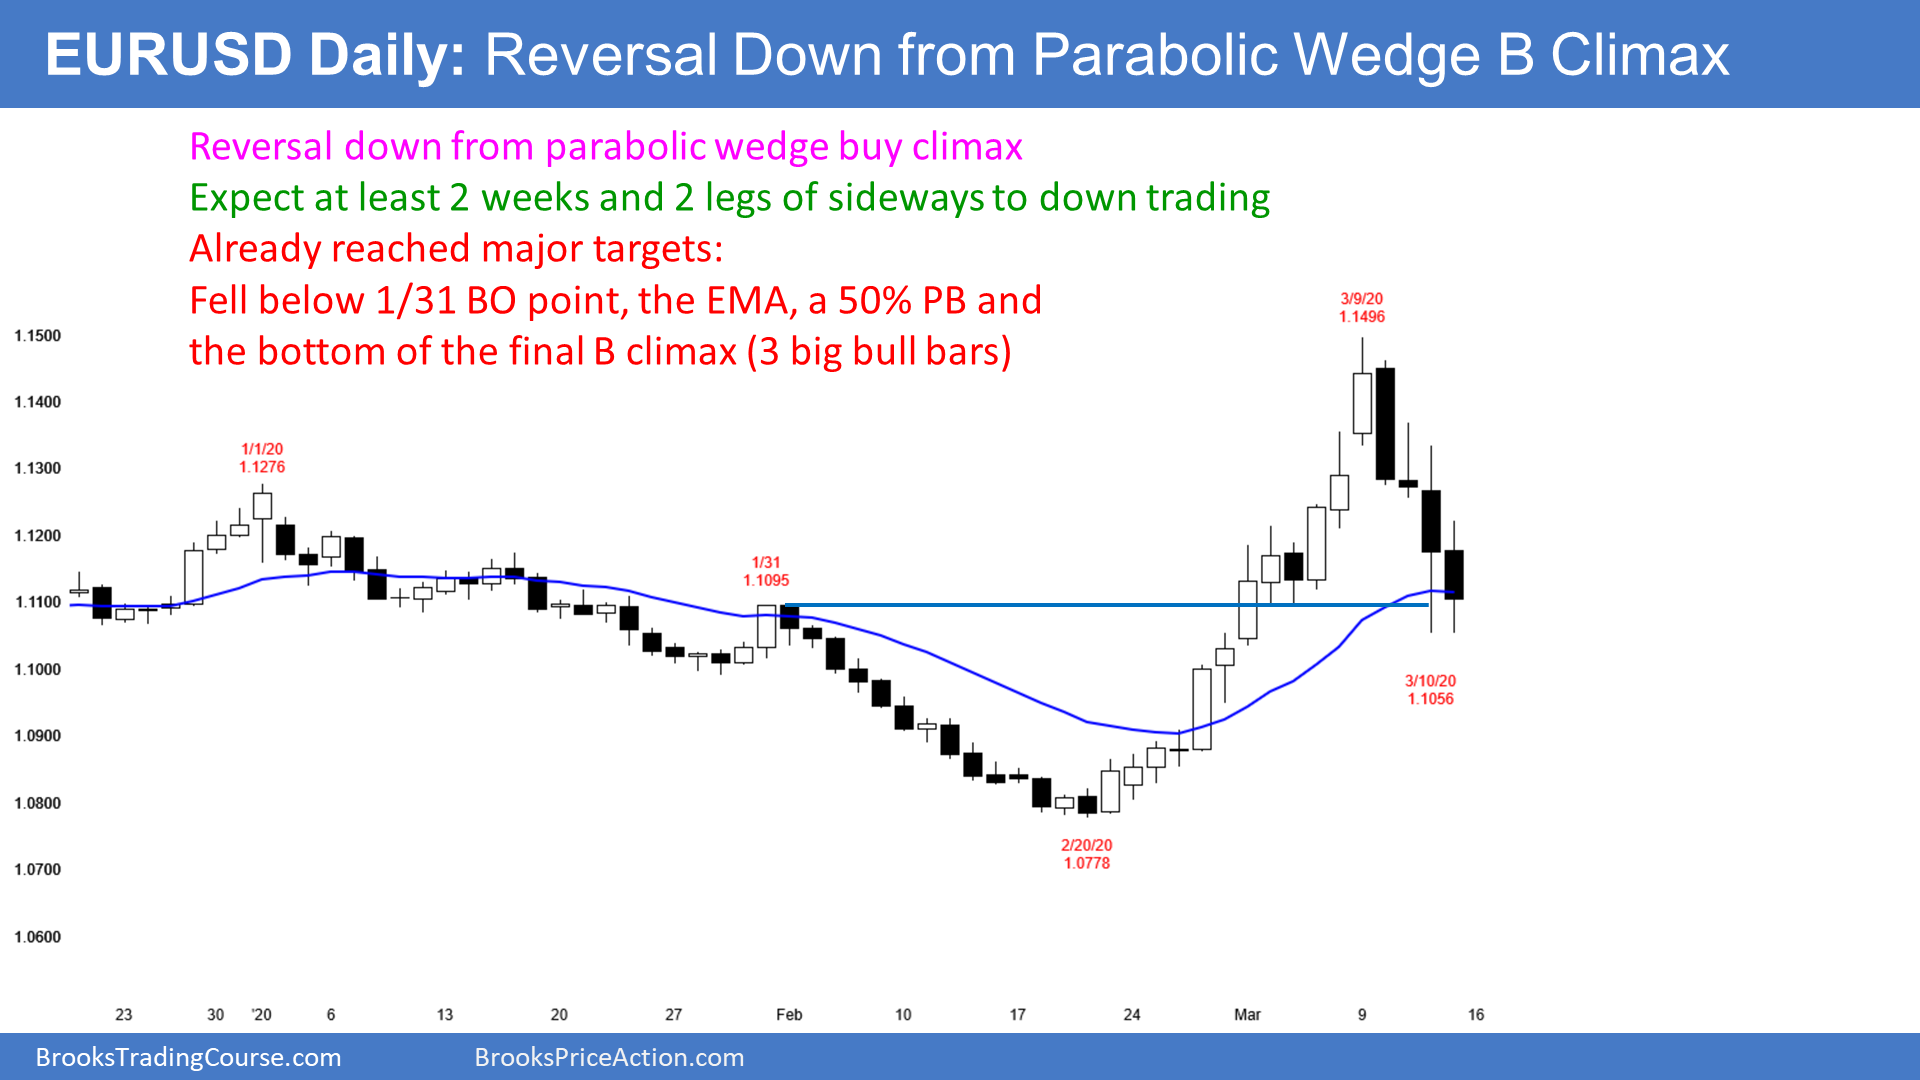 EURUSD Daily: Reversal Down from Parabolic Wedge B Climax
Reversal down from parabolic wedge buy climax
Expect at least 2 weeks and 2 legs of sideways to down trading
Already reached major targets:
Fell below 1/31 BO point, the EMA, a 50% PB and
the bottom of the final B climax (3 big bull bars)
3/9/20
1.1496
1.1500
1.1400
1/1/20
1.1276
1.1300
1.1200
1/31
1.1095
1.1100
1.1000
3/10/20
1.1056
1.0900
1.0800
2/20/20
1.0778
1.0700
1.0600
23 30 '20 6 13 20 27 Feb 10 17 24 Mar 9 16
BrooksTradingCourse.com BrooksPriceAction.com